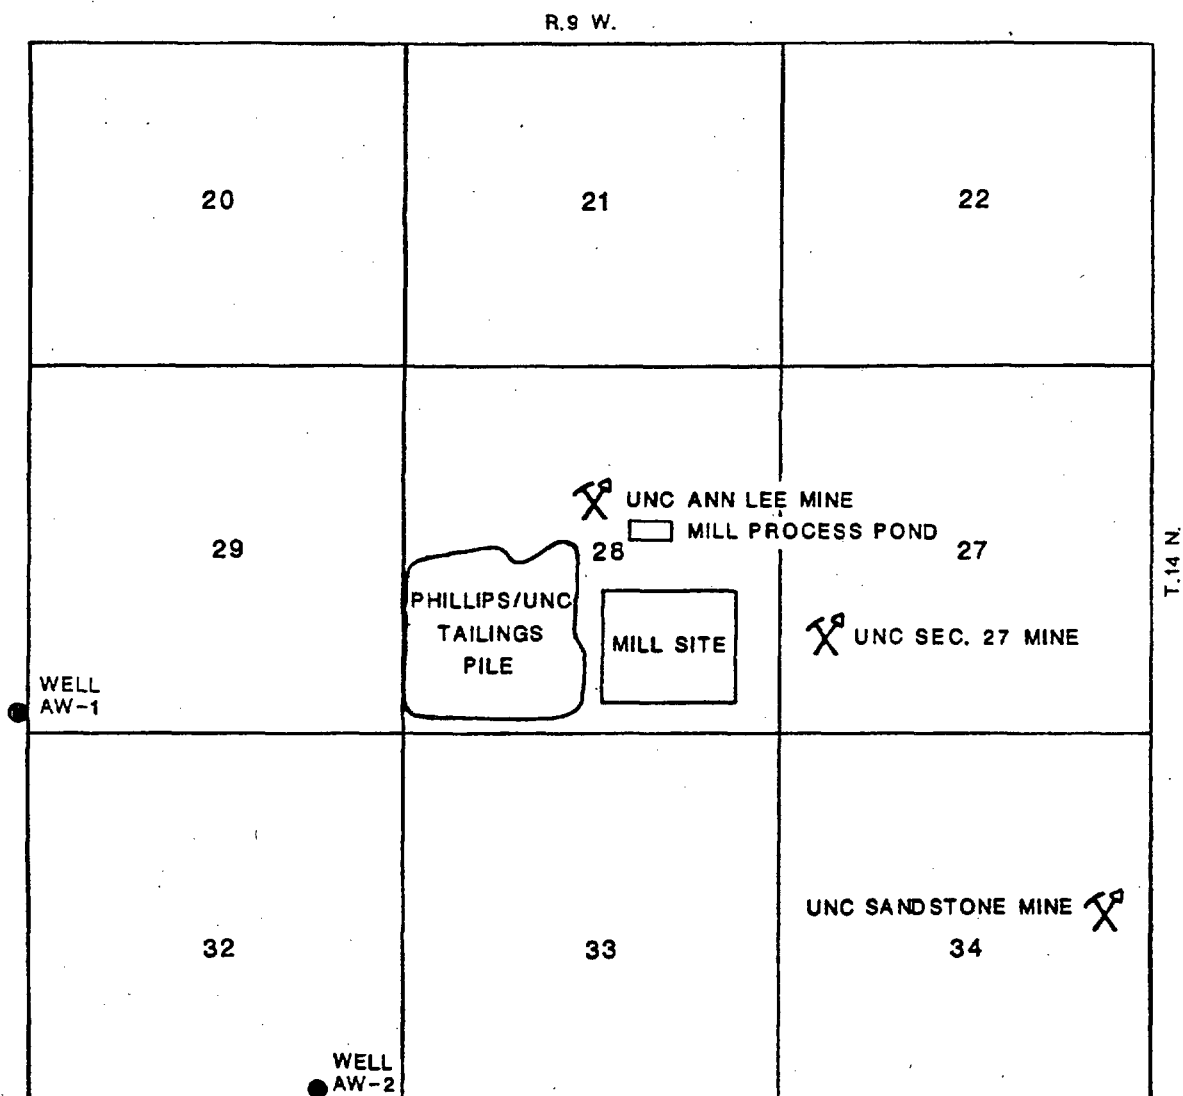 R.9 W.
20
21
22
UNC ANN LEE MINE
MILL PROCESS POND
29
28
27
T.14 N.
PHILLIPS/UNC
TAILINGS
PILE
MILL SITE
UNC SEC. 27 MINE
WELL
AW-1
UNC SANDSTONE MINE
32
33
34
WELL
AW-2